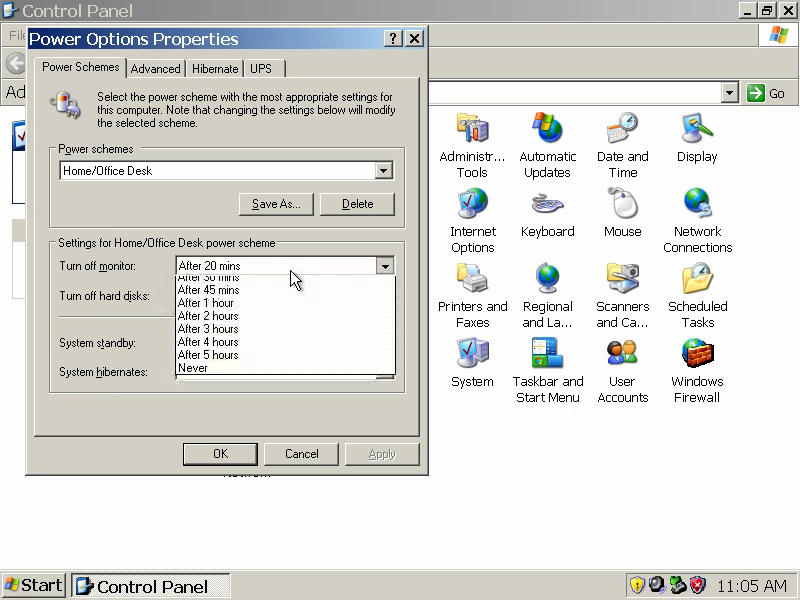 Control Panel
Fil
Power Options Properties
Power Schemes
Advanced
Hibernate
UPS
Ad
Go
Select the power scheme with the most appropriate settings for
this computer. Note that changing the settings below will modify
the selected scheme.
Power schemes
Home/Office Desk
Save As...
Delete
Settings for Home/Office Desk power scheme
Turn off monitor:
After 20 mins
After 30 mins
After 45 mins
After 1 hour
After 2 hours
After 3 hours
After 4 hours
After 5 hours
Never
Turn off hard disks:
System standby:
System hibernates:
OK
Cancel
Apply
Administr...
Tools
Automatic
Updates
Date and
Time
Display
Internet
Options
Keyboard
Mouse
Network
Connections
Printers and
Faxes
Regional
and La...
Scanners
and Ca...
Scheduled
Tasks
System
Taskbar and
Start Menu
User
Accounts
Windows
Firewall
Start
Control Panel
11:05 AM